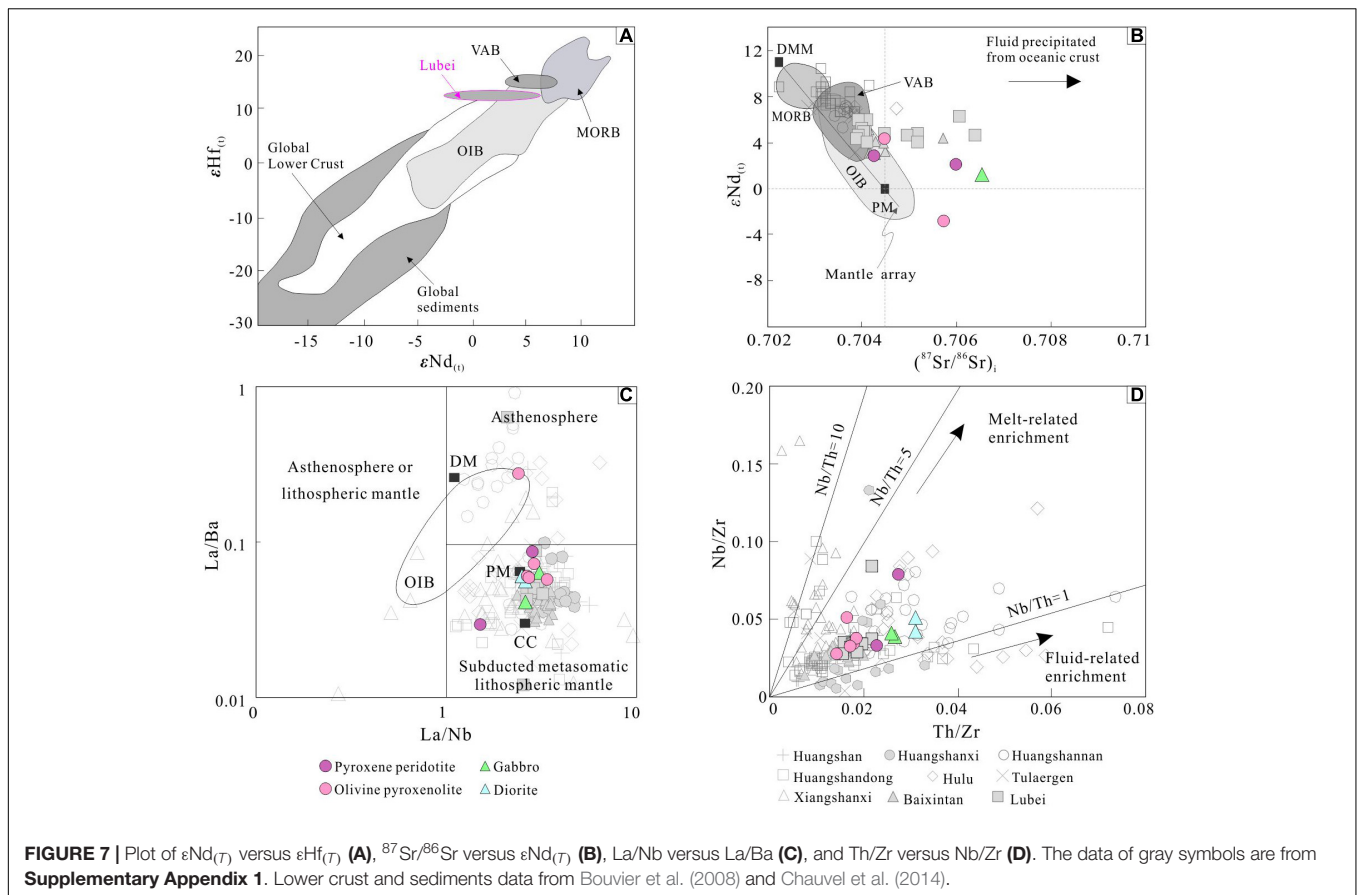 A
20
10
0
-10
-20
-30
εHf(t)
Lubei
VAB
MORB
OIB
Global
Lower Crust
Global
sediments
-15
-10
-5
0
5
10
εNd(t)
B
12
8
4
0
-4
-8
εNd(t)
DMM
Fluid precipitated
from oceanic crust
VAB
MORB
OIB
PM
Mantle array
0.702
0.704
0.706
0.708
0.71
(⁸⁷Sr/⁸⁶Sr)i
C
1
0.1
0.01
La/Ba
Asthenosphere
Asthenosphere or
lithospheric mantle
DM
OIB
PM
CC
Subducted metasomatic
lithospheric mantle
0
1
10
La/Nb
Pyroxene peridotite
Gabbro
Olivine pyroxenolite
Diorite
D
0.20
0.15
0.10
0.05
0
Nb/Zr
Nb/Th=10
Nb/Th=5
Melt-related
enrichment
Nb/Th=1
Fluid-related
enrichment
0.02
0.04
0.06
0.08
Th/Zr
Huangshan
Huangshanxi
Huangshannan
Huangshandong
Hulu
Tulaergen
Xiangshanxi
Baixintan
Lubei
FIGURE 7 | Plot of εNd(T) versus εHf(T) (A), ⁸⁷Sr/⁸⁶Sr versus εNd(T) (B), La/Nb versus La/Ba (C), and Th/Zr versus Nb/Zr (D). The data of gray symbols are from
Supplementary Appendix 1. Lower crust and sediments data from Bouvier et al. (2008) and Chauvel et al. (2014).